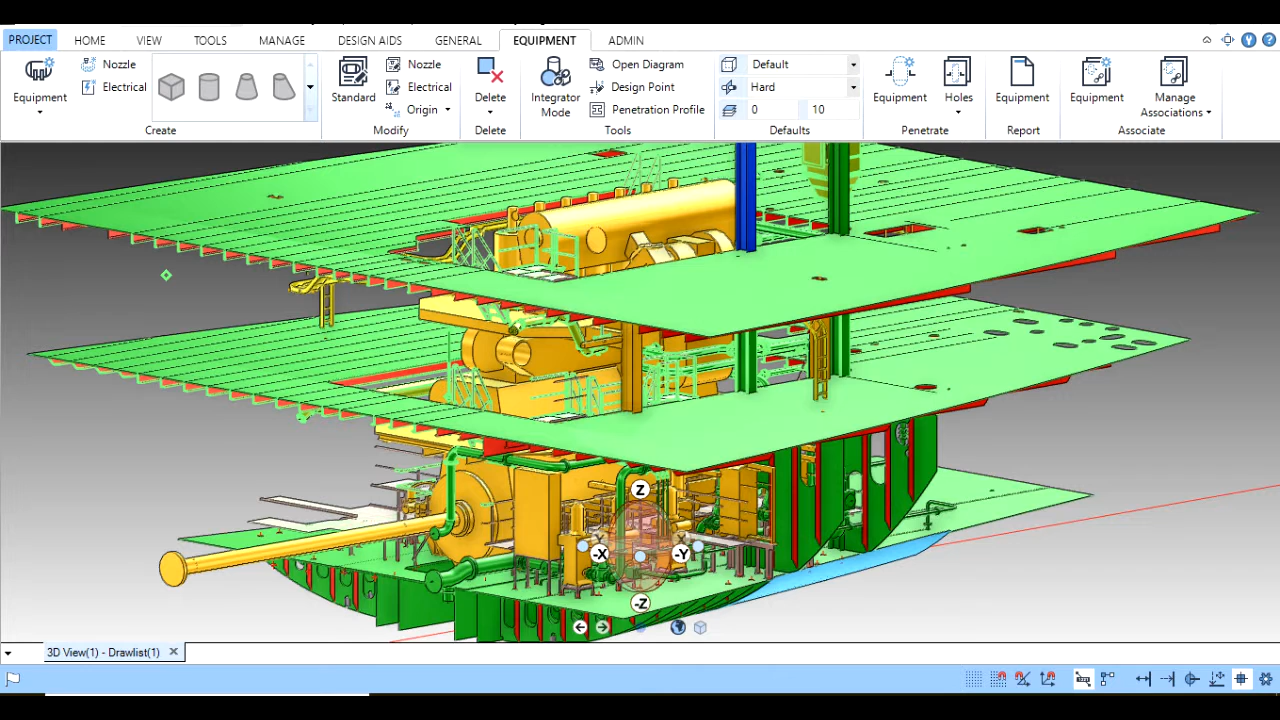 PROJECT HOME VIEW TOOLS MANAGE DESIGN AIDS GENERAL EQUIPMENT ADMIN
Equipment
Nozzle
Electrical
Create
Standard
Nozzle
Electrical
Origin
Modify
Delete
Delete
Integrator
Mode
Open Diagram
Design Point
Penetration Profile
Tools
Default
Hard
0 10
Defaults
Equipment
Holes
Penetrate
Equipment
Report
Equipment
Manage
Associations
Associate
Z
-X
-Y
-Z
3D View(1) - Drawlist(1)